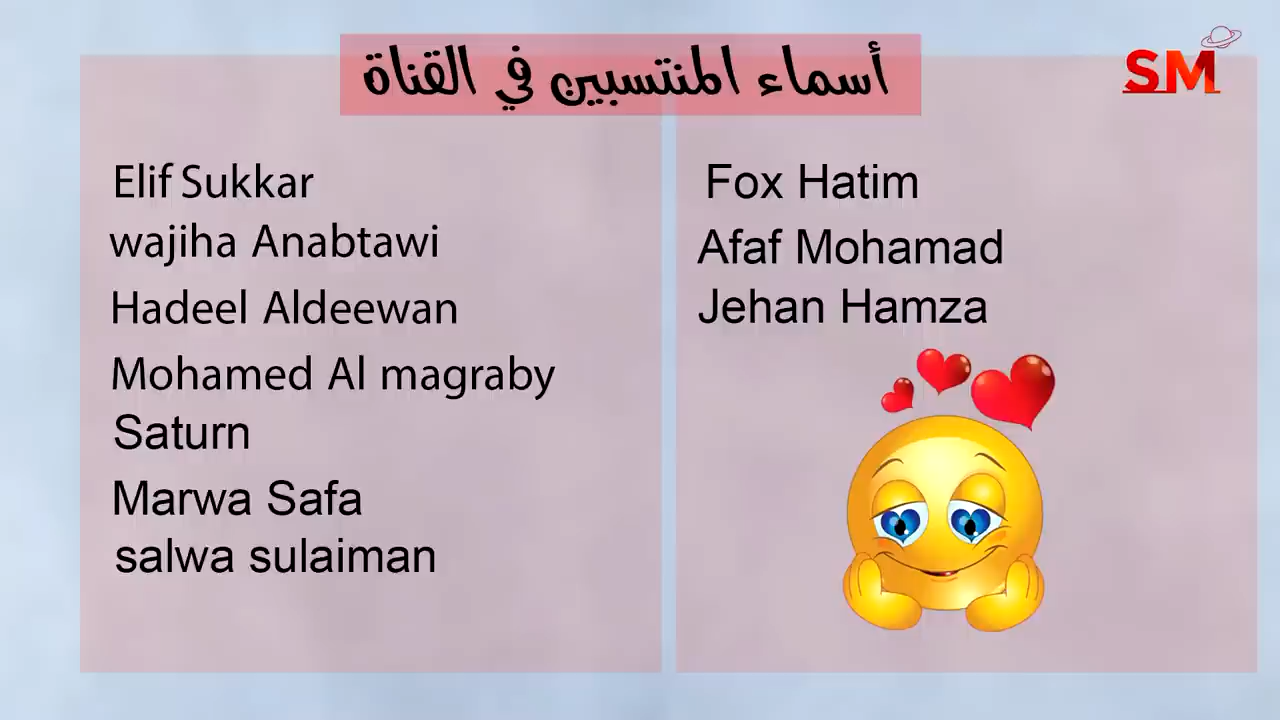 أسماء المنتسبين في القناة
SM
Elif Sukkar
wajiha Anabtawi
Hadeel Aldeewan
Mohamed Al magraby
Saturn
Marwa Safa
salwa sulaiman
Fox Hatim
Afaf Mohamad
Jehan Hamza